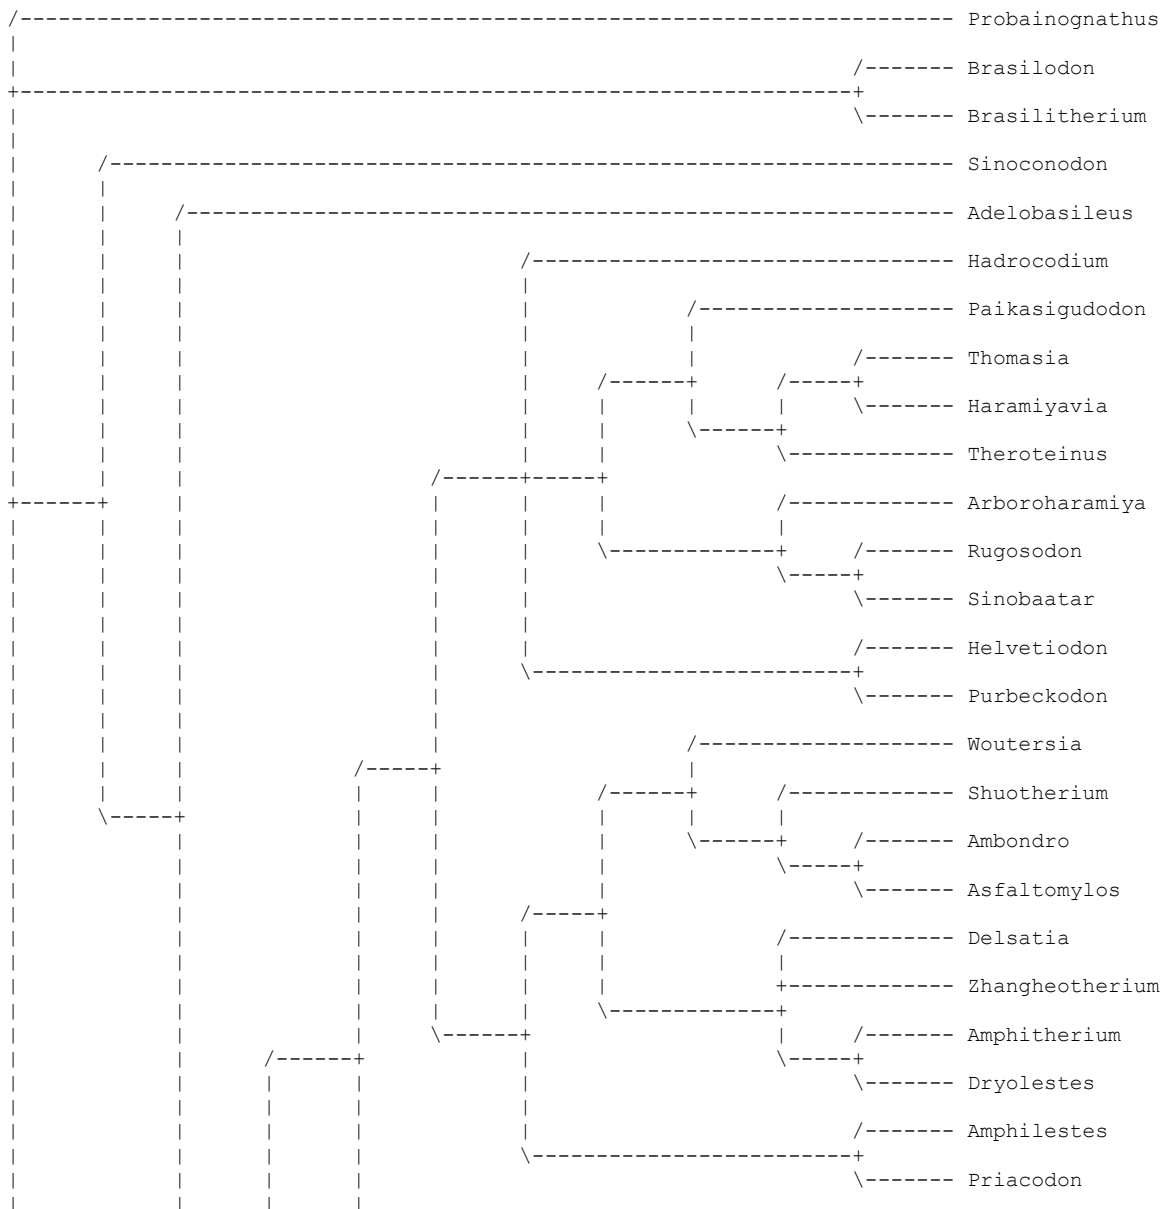 Probainognathus
Brasilodon
Brasilitherium
Sinoconodon
Adelobasileus
Hadrocodium
Paikasigudodon
Thomasia
Haramiyavia
Theroteinus
Arboroharamiya
Rugosodon
Sinobaatar
Helvetiodon
Purbeckodon
Woutersia
Shuotherium
Ambondro
Asfaltomylos
Delsatia
Zhangheotherium
Amphitherium
Dryolestes
Amphilestes
Priacodon